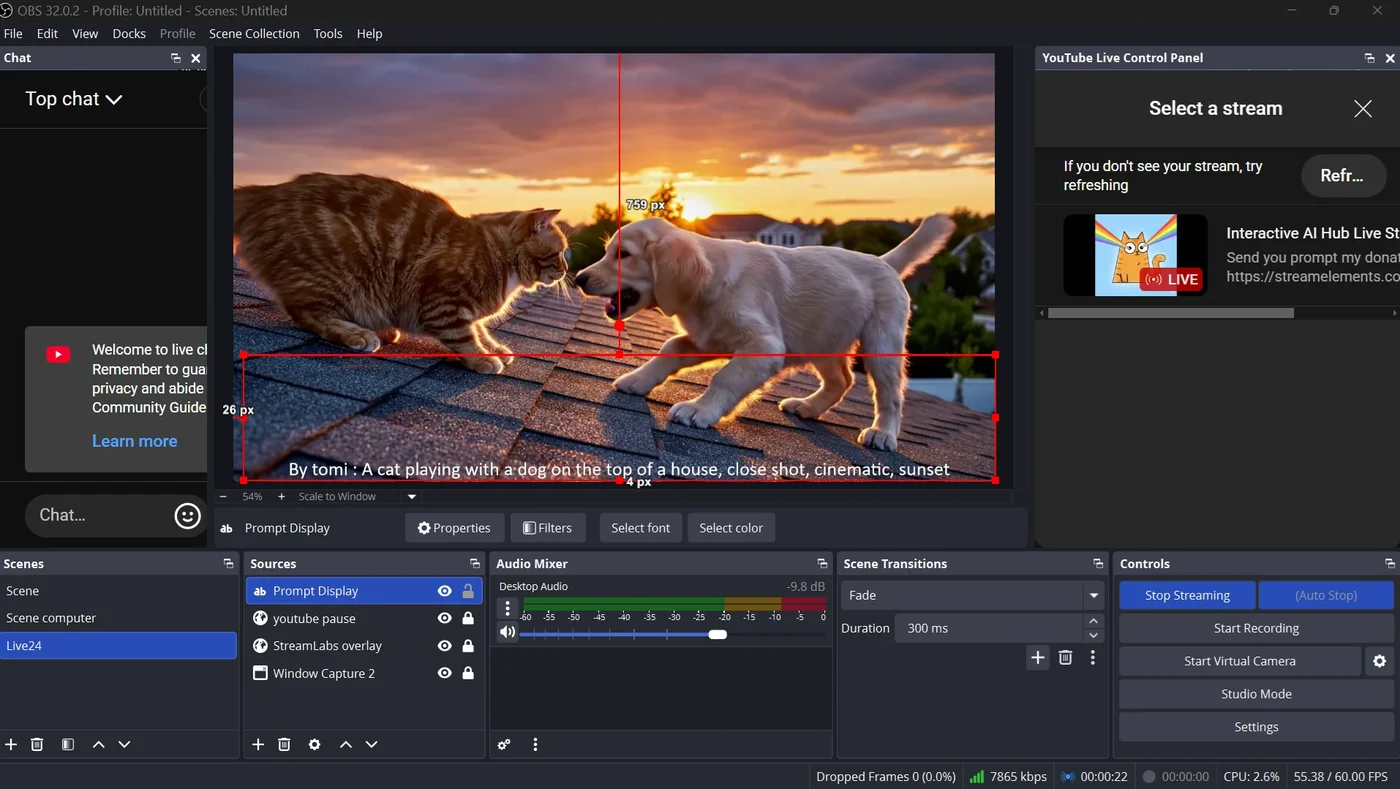 OBS 32.0.2 - Profile: Untitled - Scenes: Untitled
File Edit View Docks Profile Scene Collection Tools Help
Chat
Top chat
Welcome to live
Remember to
privacy and abide
Community Guide
Learn more
Chat...
759 px
26 px
By tomi : A cat playing with a dog on the top of a house, close shot, cinematic, sunset
4 px
54% Scale to Window
ab Prompt Display Properties Filters Select font Select color
YouTube Live Control Panel
Select a stream
If you don't see your stream, try
refreshing
Refr...
LIVE
Interactive AI Hub Live St
Send you prompt my donat
https://streamelements.co
Scenes
Scene
Scene computer
Live24
Sources
ab Prompt Display
youtube pause
StreamLabs overlay
Window Capture 2
Audio Mixer
Desktop Audio -9.8 dB
-60 -55 -50 -45 -40 -35 -30 -25 -20 -15 -10 -5 0
Scene Transitions
Fade
Duration 300 ms
Controls
Stop Streaming (Auto Stop)
Start Recording
Start Virtual Camera
Studio Mode
Settings
Dropped Frames 0 (0.0%) 7865 kbps 00:00:22 00:00:00 CPU: 2.6% 55.38 / 60.00 FPS